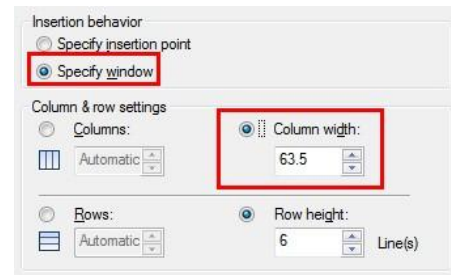 Insertion behavior
Specify insertion point
Specify window
Column & row settings
Columns: Column width:
Automatic 63.5
Rows: Row height:
Automatic 6 Line(s)